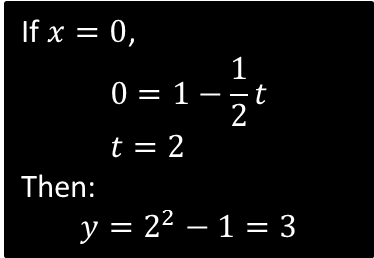 If x = 0,
0 = 1 − 1/2 t
t = 2
Then:
y = 2² − 1 = 3